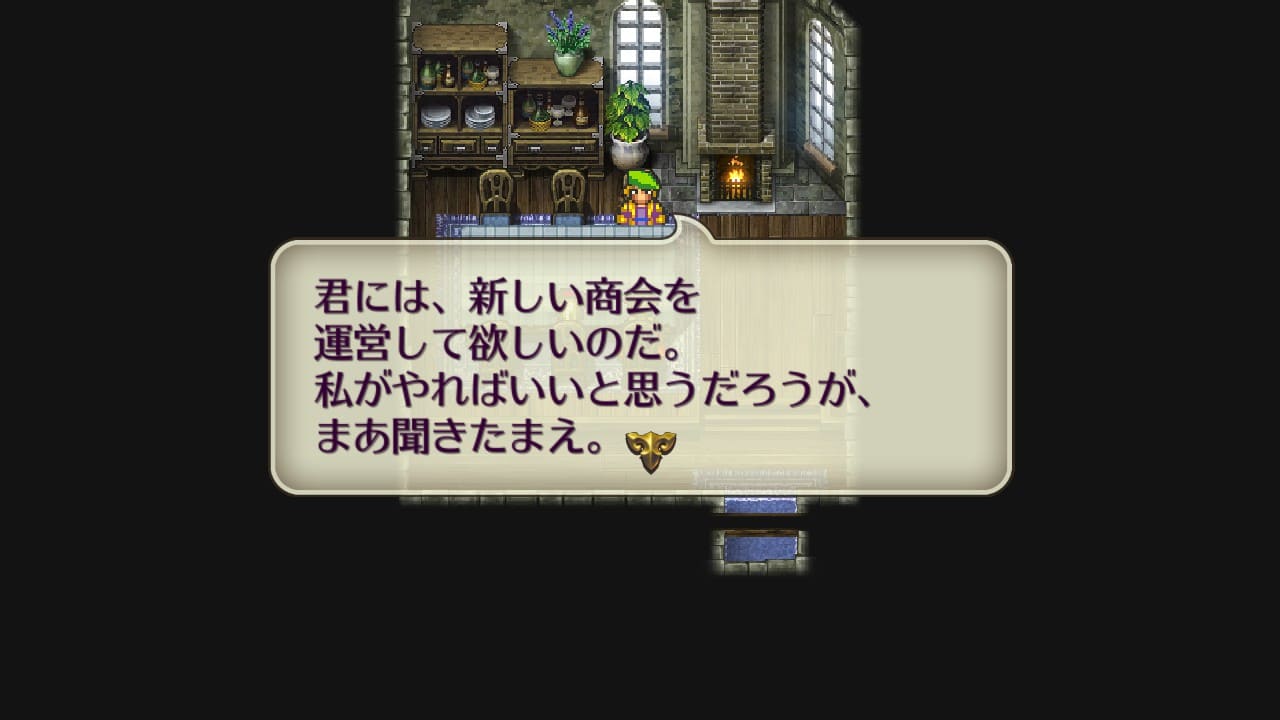 君には、新しい商会を
運営して欲しいのだ。
私がやればいいと思うだろうが、
まあ聞きたまえ。